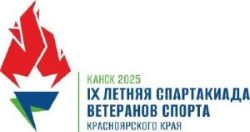 КАНСК 2025
IX ЛЕТНЯЯ СПАРТАКИАДА
ВЕТЕРАНОВ СПОРТА
КРАСНОЯРСКОГО КРАЯ